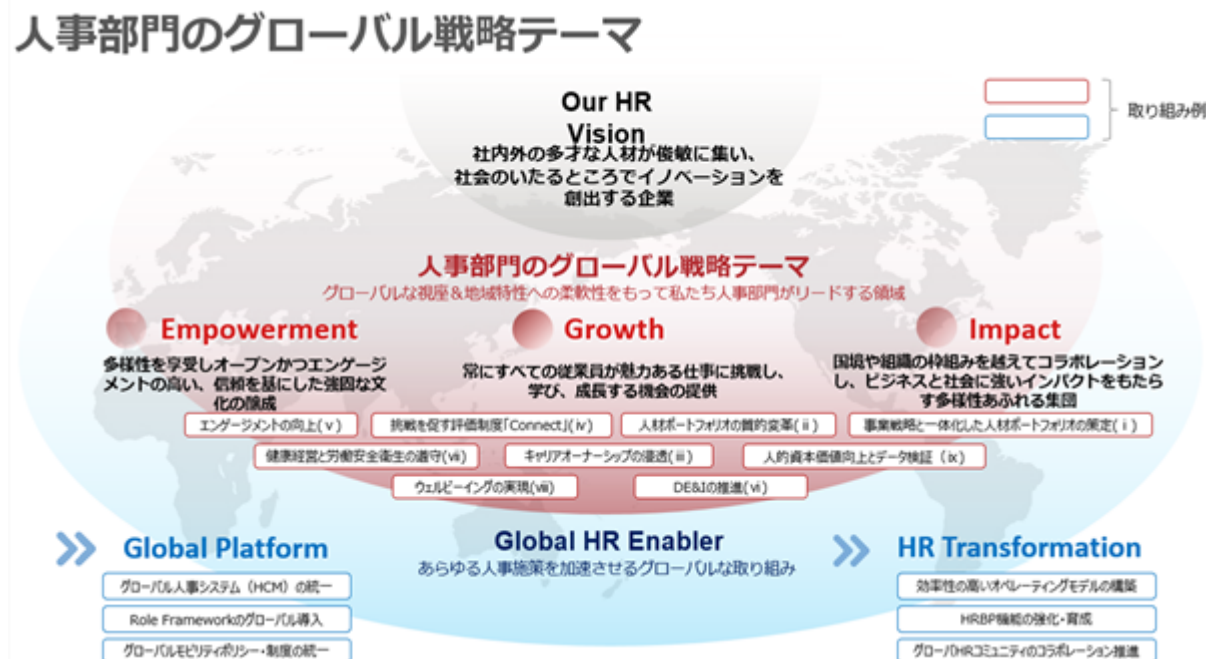 人事部門のグローバル戦略テーマ
Our HR
Vision
社内外の多才な人材が俊敏に集い、
社会のいたるところでイノベーションを
創出する企業
取り組み例
人事部門のグローバル戦略テーマ
グローバルな視座&地域特性への柔軟性をもって私たち人事部門がリードする領域
Empowerment
多様性を享受しオープンかつエンゲージ
メントの高い、信頼を基にした強固な文
化の醸成
Growth
常にすべての従業員が魅力ある仕事に挑戦し、
学び、成長する機会の提供
Impact
国境や組織の枠組みを越えてコラボレーション
し、ビジネスと社会に強いインパクトをもたら
す多様性あふれる集団
エンゲージメントの向上(ⅴ)
挑戦を促す評価制度「Connect」(ⅳ)
人材ポートフォリオの質的変革(ⅱ)
事業戦略と一体化した人材ポートフォリオの策定(ⅰ)
健康経営と労働安全衛生の遵守(ⅶ)
キャリアオーナーシップの浸透(ⅲ)
人的資本価値向上とデータ検証(ⅸ)
ウェルビーイングの実現(ⅷ)
DE&Iの推進(ⅵ)
Global Platform
グローバル人事システム(HCM)の統一
Role Frameworkのグローバル導入
グローバルモビリティポリシー・制度の統一
Global HR Enabler
あらゆる人事施策を加速させるグローバルな取り組み
HR Transformation
効率性の高いオペレーティングモデルの構築
HRBP機能の強化・育成
グローバHRコミュニティのコラボレーション推進